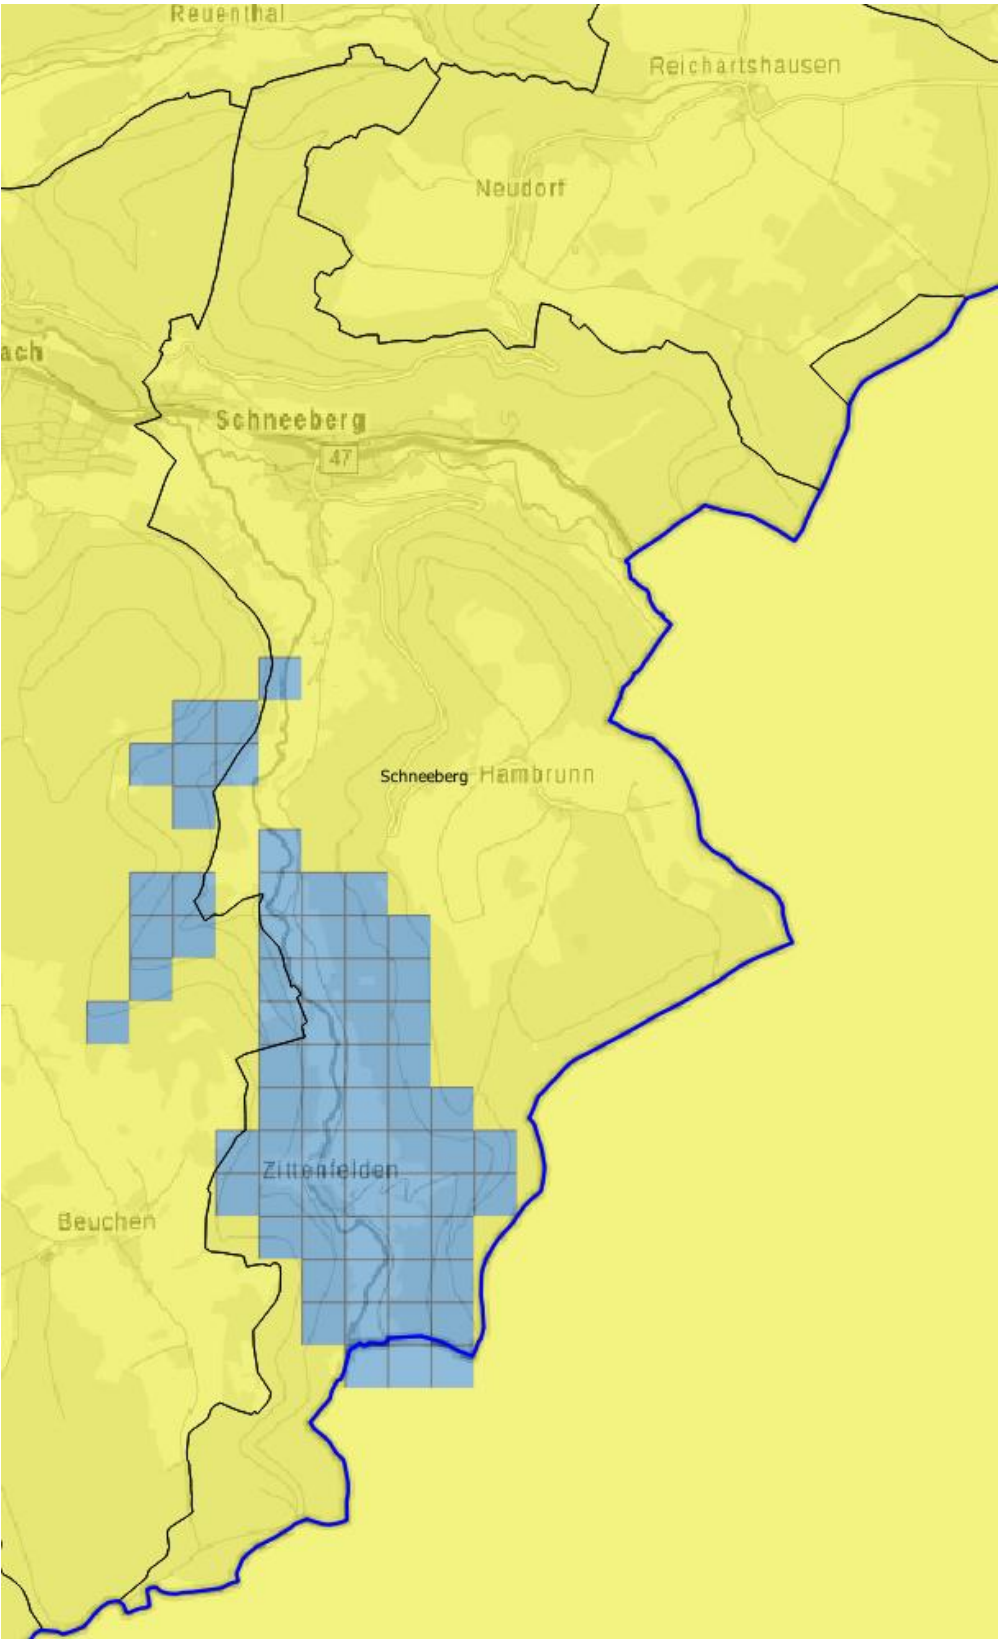 Reuenthal
Reichartshausen
Neudorf
ach
Schneeberg
47
Schneeberg
Hambrunn
Zittenfelden
Beuchen